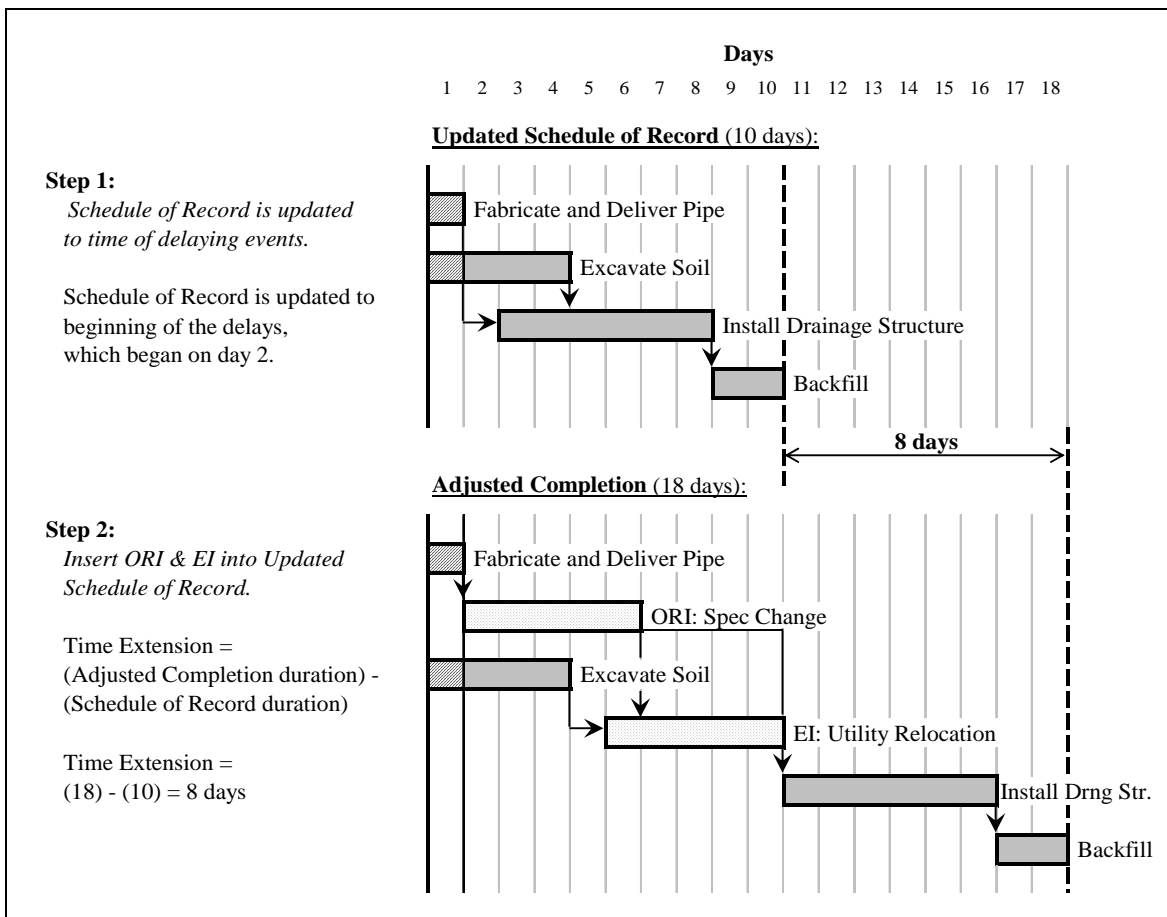 Days
1 2 3 4 5 6 7 8 9 10 11 12 13 14 15 16 17 18
Updated Schedule of Record (10 days):
Step 1:
Schedule of Record is updated
to time of delaying events.
Schedule of Record is updated to
beginning of the delays,
which began on day 2.
Fabricate and Deliver Pipe
Excavate Soil
Install Drainage Structure
Backfill
8 days
Adjusted Completion (18 days):
Step 2:
Insert ORI & EI into Updated
Schedule of Record.
Time Extension =
(Adjusted Completion duration) -
(Schedule of Record duration)
Time Extension =
(18) - (10) = 8 days
Fabricate and Deliver Pipe
ORI: Spec Change
Excavate Soil
EI: Utility Relocation
Install Drng Str.
Backfill